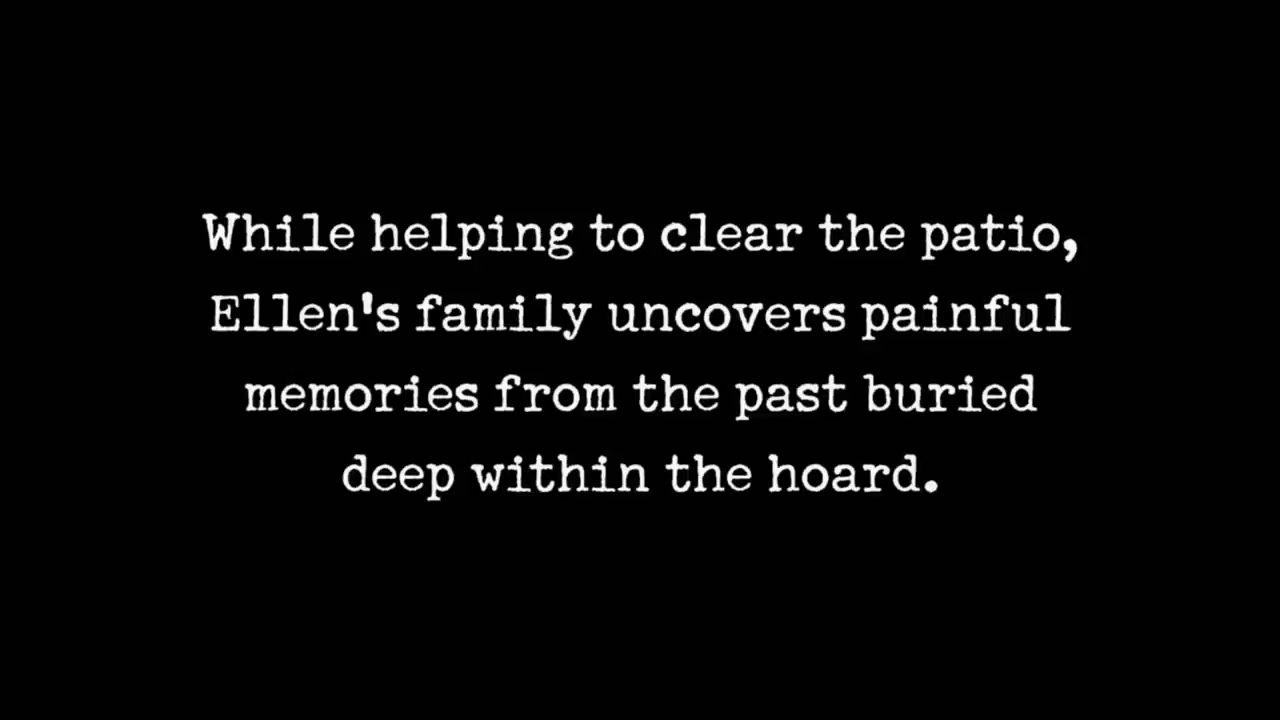 While helping to clear the patio,
Ellen's family uncovers painful
memories from the past buried
deep within the hoard.